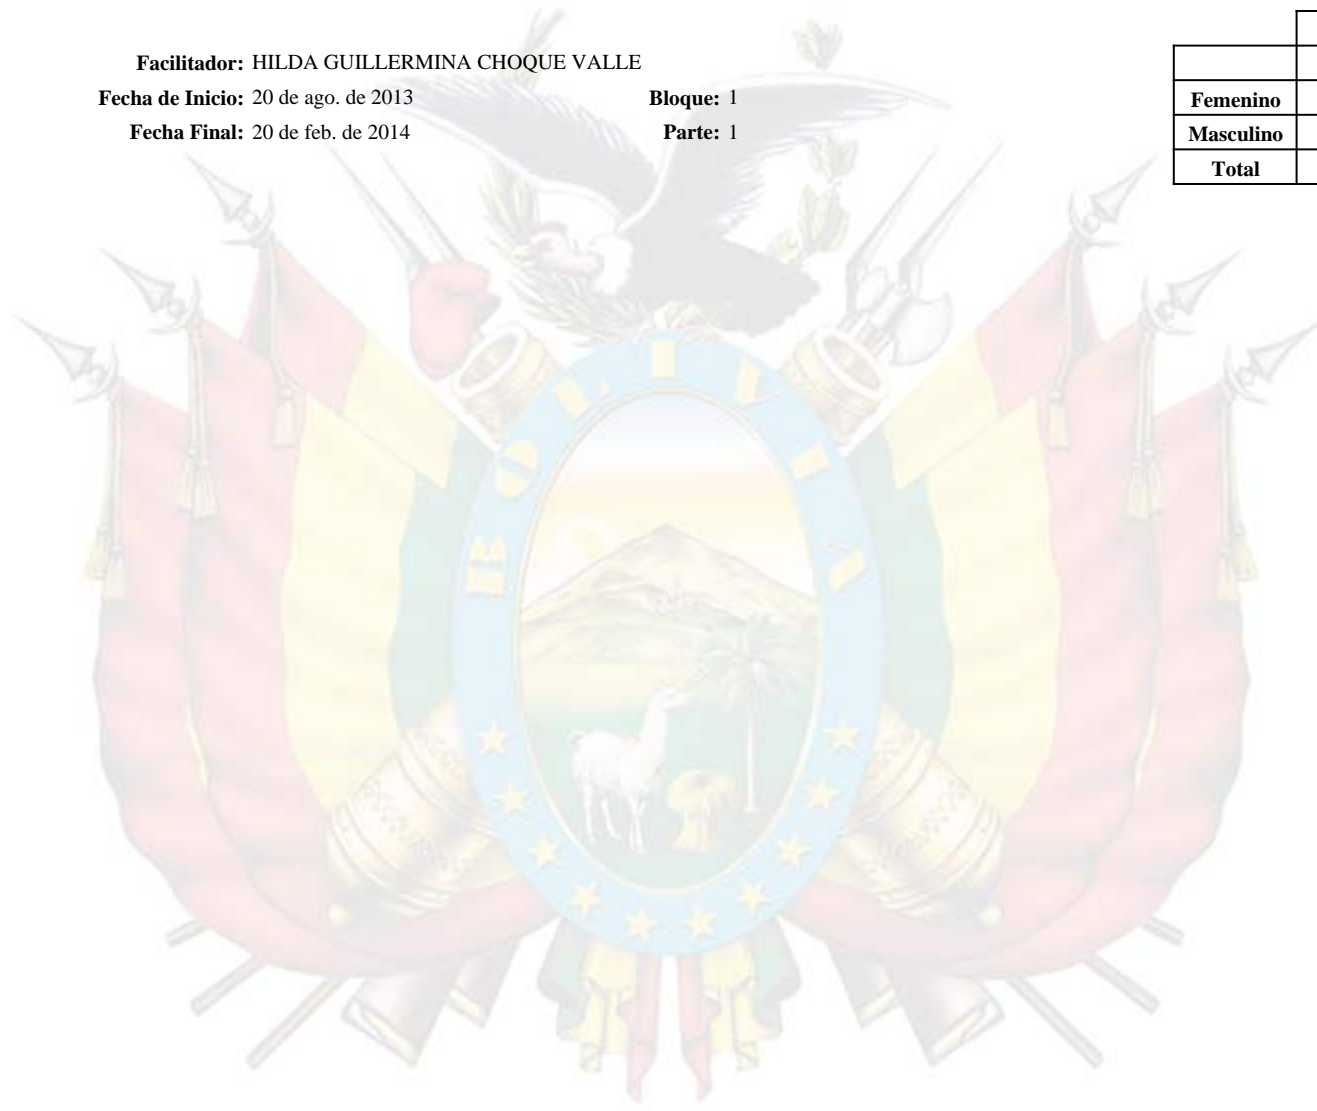 Facilitador: HILDA GUILLERMINA CHOQUE VALLE
Fecha de Inicio: 20 de ago. de 2013 Bloque: 1
Fecha Final: 20 de feb. de 2014 Parte: 1
Femenino
Masculino
Total
BOLIVIA